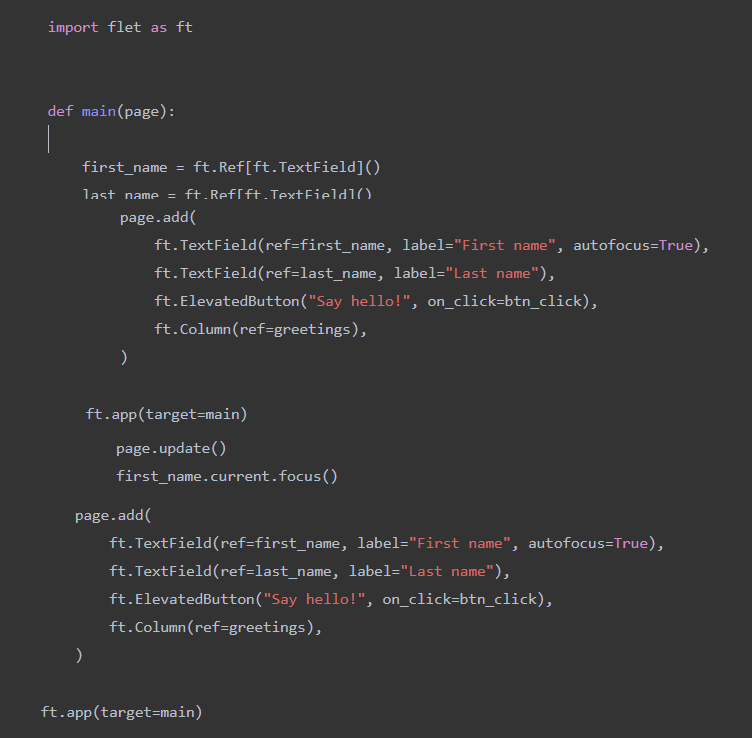 import flet as ft
def main(page):
first_name = ft.Ref[ft.TextField]()
last_name = ft.Ref[ft.TextField]()
page.add(
ft.TextField(ref=first_name, label="First name", autofocus=True),
ft.TextField(ref=last_name, label="Last name"),
ft.ElevatedButton("Say hello!", on_click=btn_click),
ft.Column(ref=greetings),
)
ft.app(target=main)
page.update()
first_name.current.focus()
page.add(
ft.TextField(ref=first_name, label="First name", autofocus=True),
ft.TextField(ref=last_name, label="Last name"),
ft.ElevatedButton("Say hello!", on_click=btn_click),
ft.Column(ref=greetings),
)
ft.app(target=main)